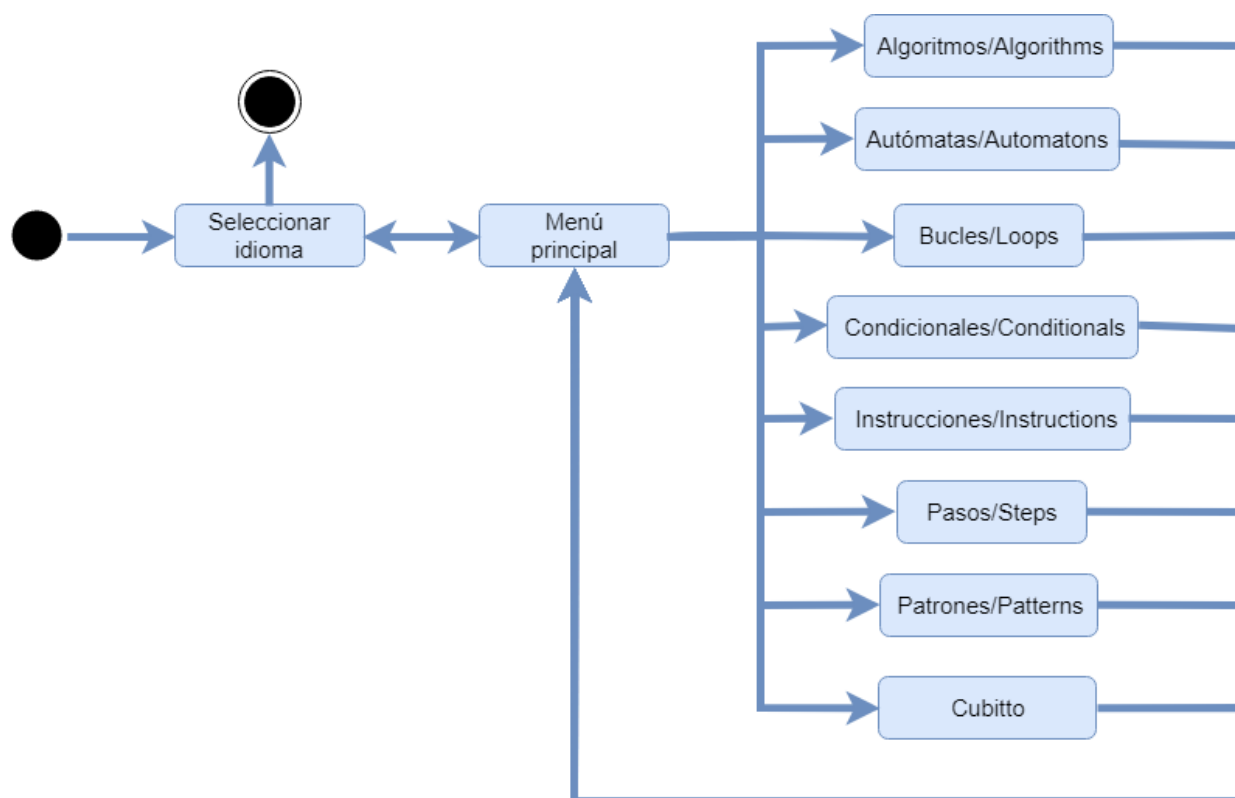 Seleccionar
idioma
Menú
principal
Algoritmos/Algorithms
Autómatas/Automatons
Bucles/Loops
Condicionales/Conditionals
Instrucciones/Instructions
Pasos/Steps
Patrones/Patterns
Cubitto